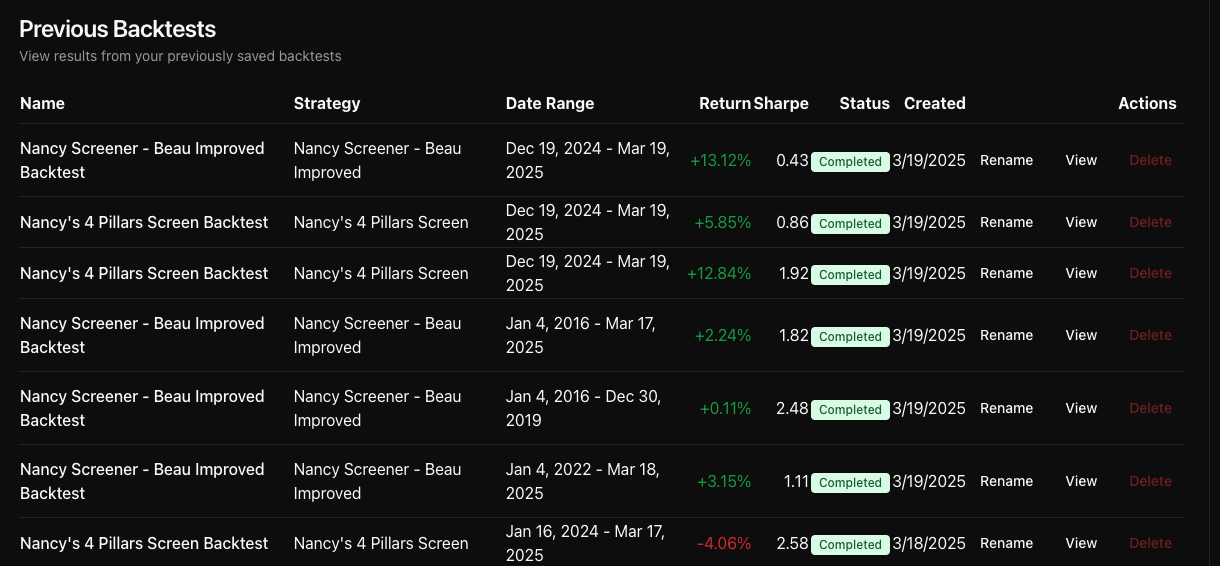 Previous Backtests
View results from your previously saved backtests
Name Strategy Date Range Return Sharpe Status Created Actions
Nancy Screener - Beau Improved Backtest Nancy Screener - Beau Improved Dec 19, 2024 - Mar 19, 2025 +13.12% 0.43 Completed 3/19/2025 Rename View Delete
Nancy's 4 Pillars Screen Backtest Nancy's 4 Pillars Screen Dec 19, 2024 - Mar 19, 2025 +5.85% 0.86 Completed 3/19/2025 Rename View Delete
Nancy's 4 Pillars Screen Backtest Nancy's 4 Pillars Screen Dec 19, 2024 - Mar 19, 2025 +12.84% 1.92 Completed 3/19/2025 Rename View Delete
Nancy Screener - Beau Improved Backtest Nancy Screener - Beau Improved Jan 4, 2016 - Mar 17, 2025 +2.24% 1.82 Completed 3/19/2025 Rename View Delete
Nancy Screener - Beau Improved Backtest Nancy Screener - Beau Improved Jan 4, 2016 - Dec 30, 2019 +0.11% 2.48 Completed 3/19/2025 Rename View Delete
Nancy Screener - Beau Improved Backtest Nancy Screener - Beau Improved Jan 4, 2022 - Mar 18, 2025 +3.15% 1.11 Completed 3/19/2025 Rename View Delete
Nancy's 4 Pillars Screen Backtest Nancy's 4 Pillars Screen Jan 16, 2024 - Mar 17, 2025 -4.06% 2.58 Completed 3/18/2025 Rename View Delete